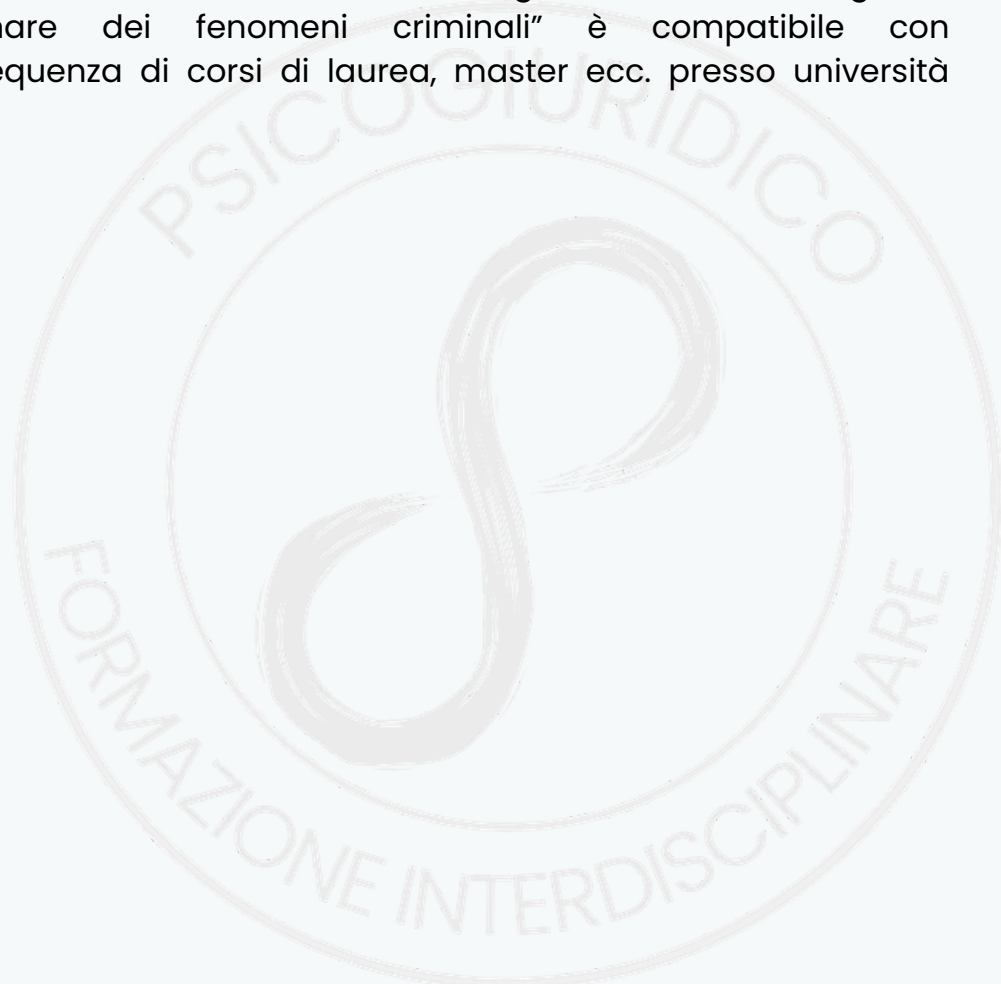 nare dei fenomeni criminali” è compatibile con
equenza di corsi di laurea, master ecc. presso università
PSICOGIURIDICO
FORMAZIONE INTERDISCIPLINARE